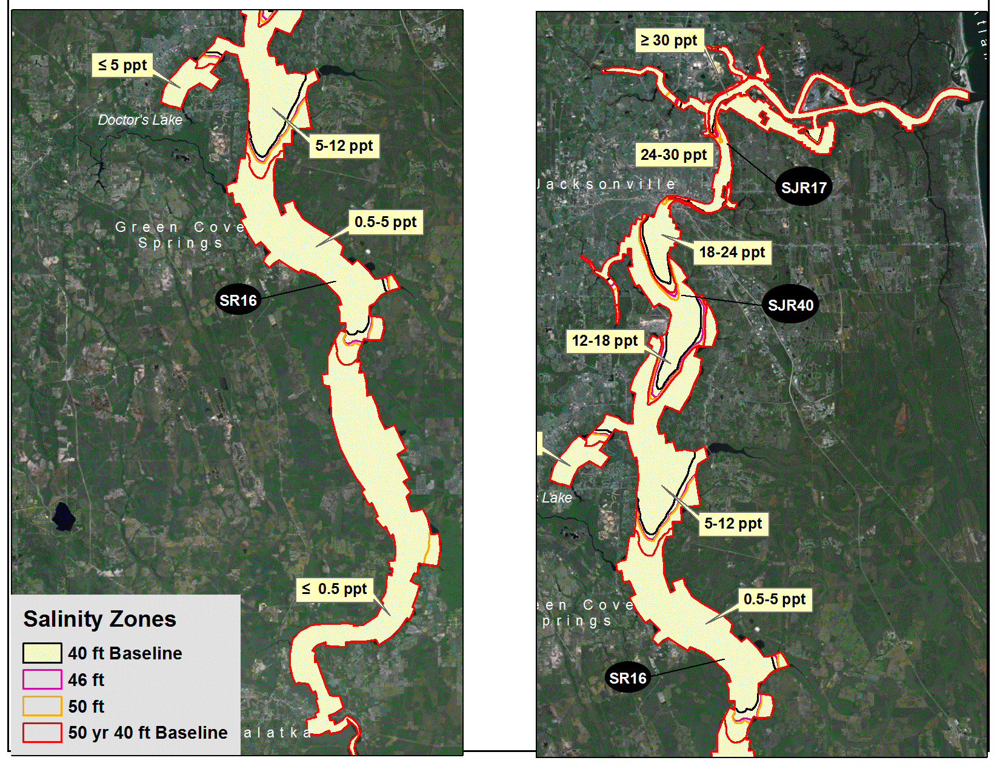 ≤ 5 ppt
Doctor's Lake
5-12 ppt
Green Cove
Springs
0.5-5 ppt
SR16
≤ 0.5 ppt
alatka
Salinity Zones
40 ft Baseline
46 ft
50 ft
50 yr 40 ft Baseline
≥ 30 ppt
tla
24-30 ppt
Jacksonville
SJR17
18-24 ppt
SJR40
12-18 ppt
s Lake
5-12 ppt
een Cove
prings
0.5-5 ppt
SR16